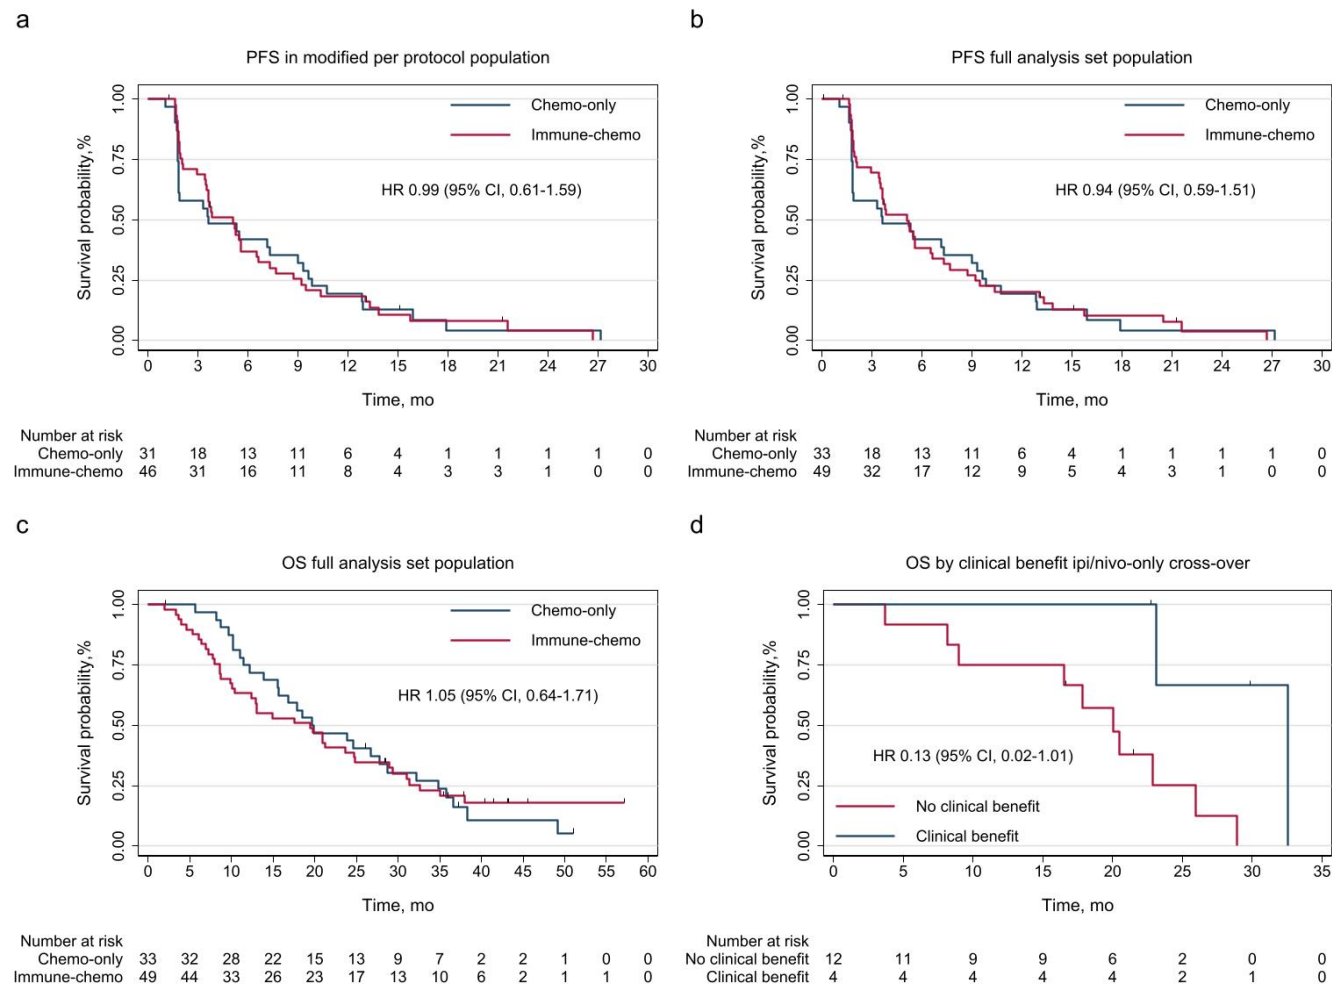 a
PFS in modified per protocol population
Survival probability,%
1.00
0.75
0.50
0.25
0.00
Chemo-only
Immune-chemo
HR 0.99 (95% CI, 0.61-1.59)
0 3 6 9 12 15 18 21 24 27 30
Time, mo
Number at risk
Chemo-only 31 18 13 11 6 4 1 1 1 1 0
Immune-chemo 46 31 16 11 8 4 3 3 1 0 0
b
PFS full analysis set population
Survival probability,%
1.00
0.75
0.50
0.25
0.00
Chemo-only
Immune-chemo
HR 0.94 (95% CI, 0.59-1.51)
0 3 6 9 12 15 18 21 24 27 30
Time, mo
Number at risk
Chemo-only 33 18 13 11 6 4 1 1 1 1 0
Immune-chemo 49 32 17 12 9 5 4 3 1 0 0
c
OS full analysis set population
Survival probability,%
1.00
0.75
0.50
0.25
0.00
Chemo-only
Immune-chemo
HR 1.05 (95% CI, 0.64-1.71)
0 5 10 15 20 25 30 35 40 45 50 55 60
Time, mo
Number at risk
Chemo-only 33 32 28 22 15 13 9 7 2 2 1 0 0
Immune-chemo 49 44 33 26 23 17 13 10 6 2 1 1 0
d
OS by clinical benefit ipi/nivo-only cross-over
Survival probability,%
1.00
0.75
0.50
0.25
0.00
HR 0.13 (95% CI, 0.02-1.01)
No clinical benefit
Clinical benefit
0 5 10 15 20 25 30 35
Time, mo
Number at risk
No clinical benefit 12 11 9 9 6 2 0 0
Clinical benefit 4 4 4 4 4 2 1 0